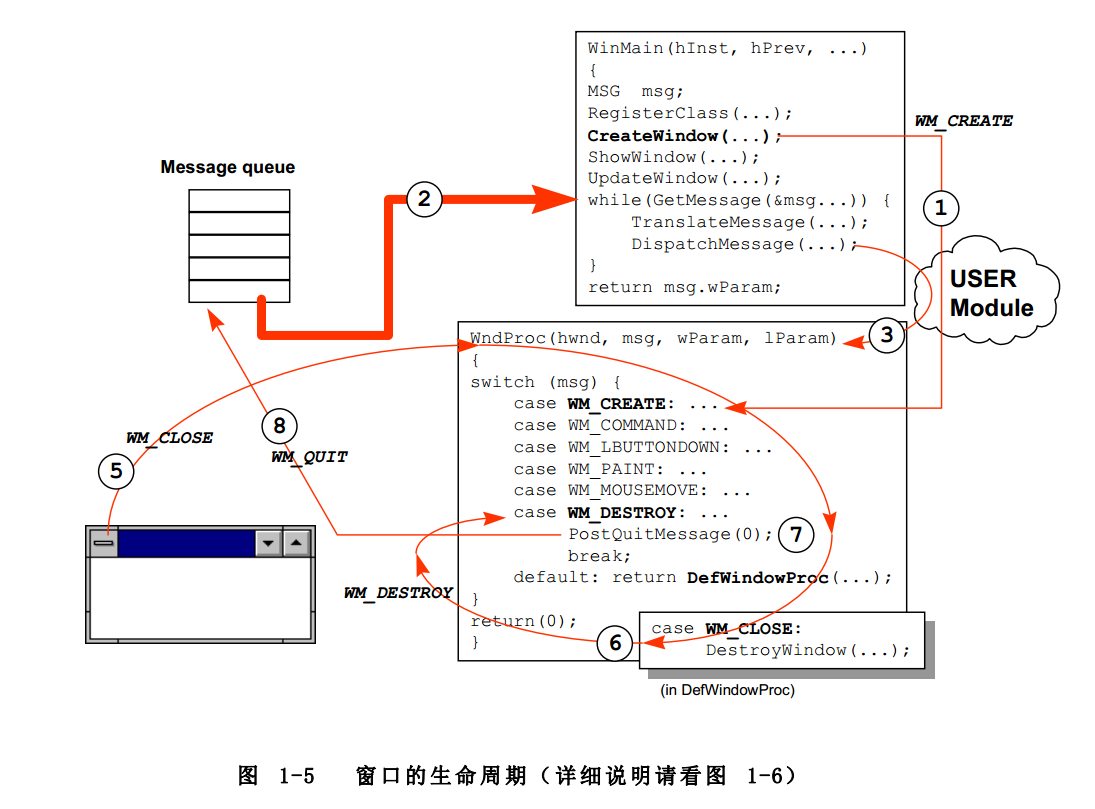 WinMain(hInst, hPrev, ...)
{
MSG  msg;
RegisterClass(...);
CreateWindow(...);
ShowWindow(...);
UpdateWindow(...);
while(GetMessage(&msg...)) {
    TranslateMessage(...);
    DispatchMessage(...);
}
return msg.wParam;
WM_CREATE
Message queue
2
1
USER
Module
3
WndProc(hwnd, msg, wParam, lParam)
{
switch (msg) {
    case WM_CREATE: ...
    case WM_COMMAND: ...
    case WM_LBUTTONDOWN: ...
    case WM_PAINT: ...
    case WM_MOUSEMOVE: ...
    case WM_DESTROY: ...
         PostQuitMessage(0);
         break;
    default: return DefWindowProc(...);
}
return(0);
}
8
WM_CLOSE
WM_QUIT
5
7
WM_DESTROY
6
case WM_CLOSE:
     DestroyWindow(...);
(in DefWindowProc)
图 1-5 窗口的生命周期（详细说明请看图 1-6）